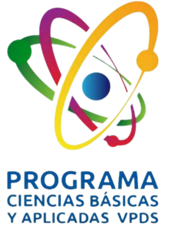 PROGRAMA
CIENCIAS BÁSICAS
Y APLICADAS VPDS